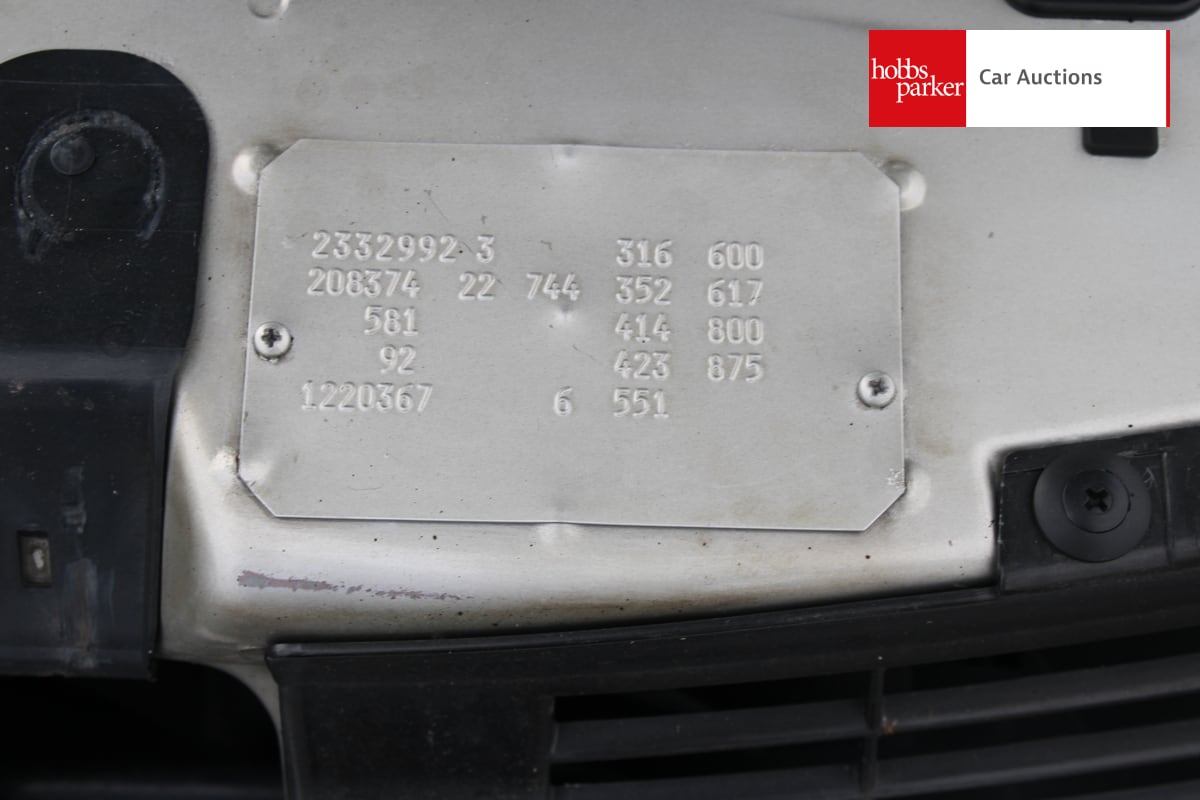 hobbs
parker
Car Auctions
2332992 3 316 600
208374 22 744 352 617
581 414 800
92 423 875
1220367 6 551